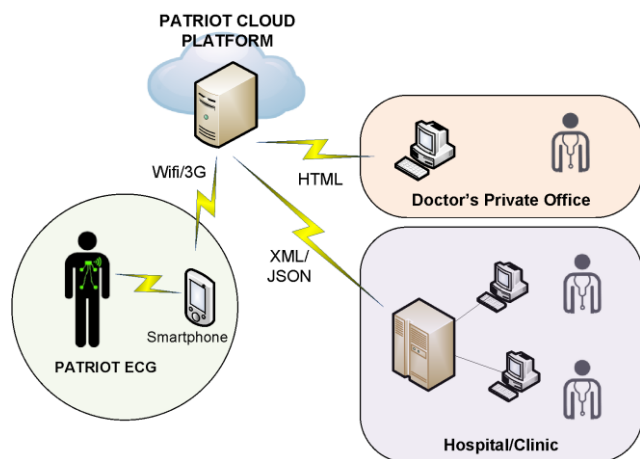 PATRIOT CLOUD
PLATFORM
Wifi/3G
HTML
Doctor's Private Office
XML/
JSON
Smartphone
PATRIOT ECG
Hospital/Clinic